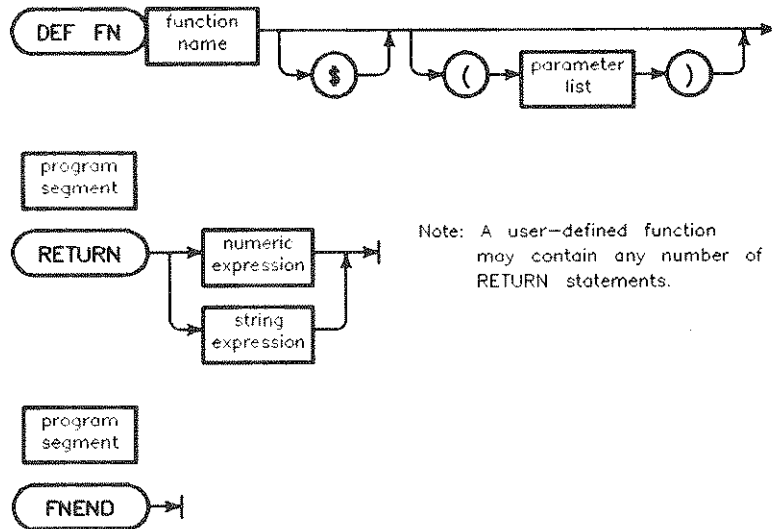 DEF FN
function
name
$
(
parameter
list
)
program
segment
RETURN
numeric
expression
string
expression
Note: A user-defined function
may contain any number of
RETURN statements.
program
segment
FNEND